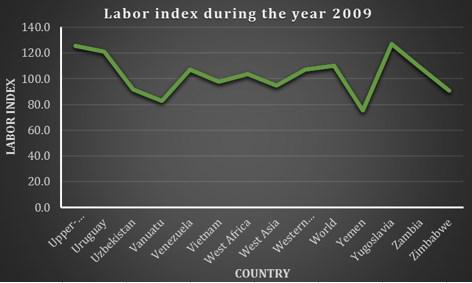 Labor index during the year 2009
LABOR INDEX
140.0
120.0
100.0
80.0
60.0
40.0
20.0
0.0
Upper-...
Uruguay
Uzbekistan
Vanuatu
Venezuela
Vietnam
West Africa
West Asia
Western...
World
Yemen
Yugoslavia
Zambia
Zimbabwe
COUNTRY